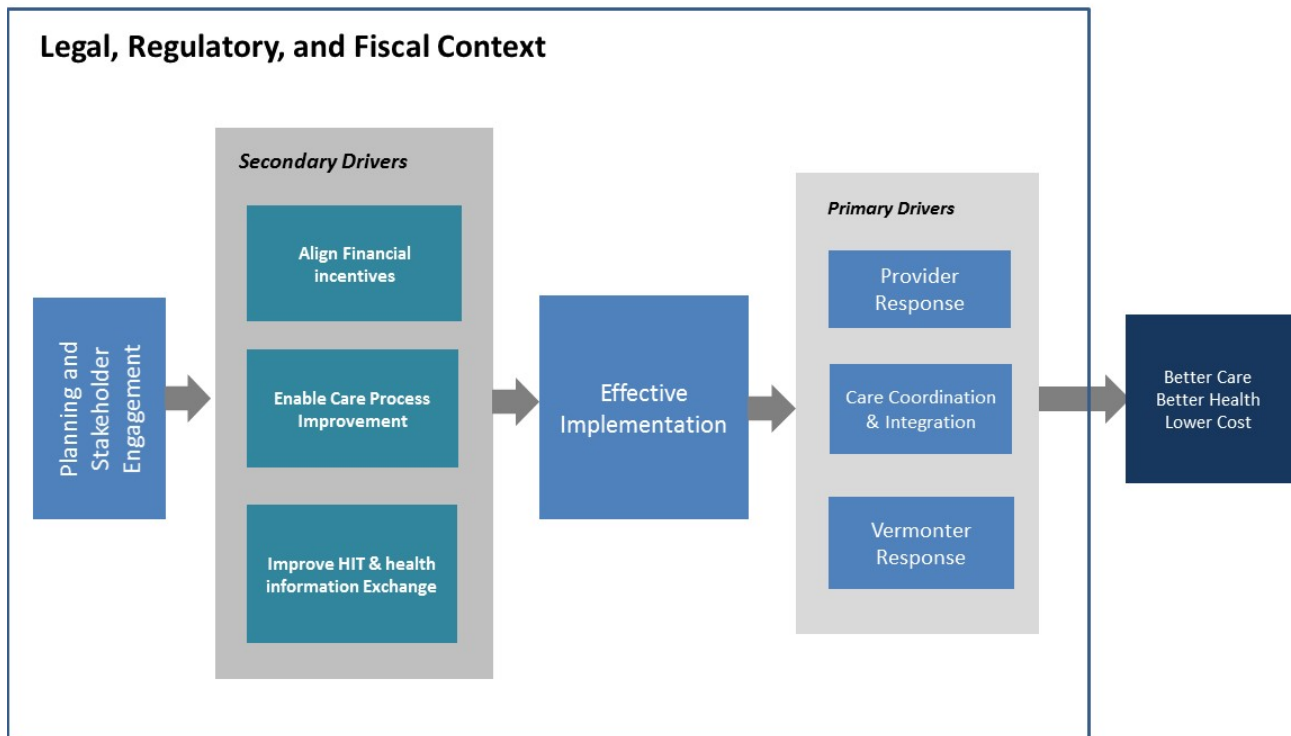 Legal, Regulatory, and Fiscal Context
Planning and
Stakeholder
Engagement
Secondary Drivers
Align Financial
incentives
Enable Care Process
Improvement
Improve HIT & health
information Exchange
Effective
Implementation
Primary Drivers
Provider
Response
Care Coordination
& Integration
Vermonter
Response
Better Care
Better Health
Lower Cost